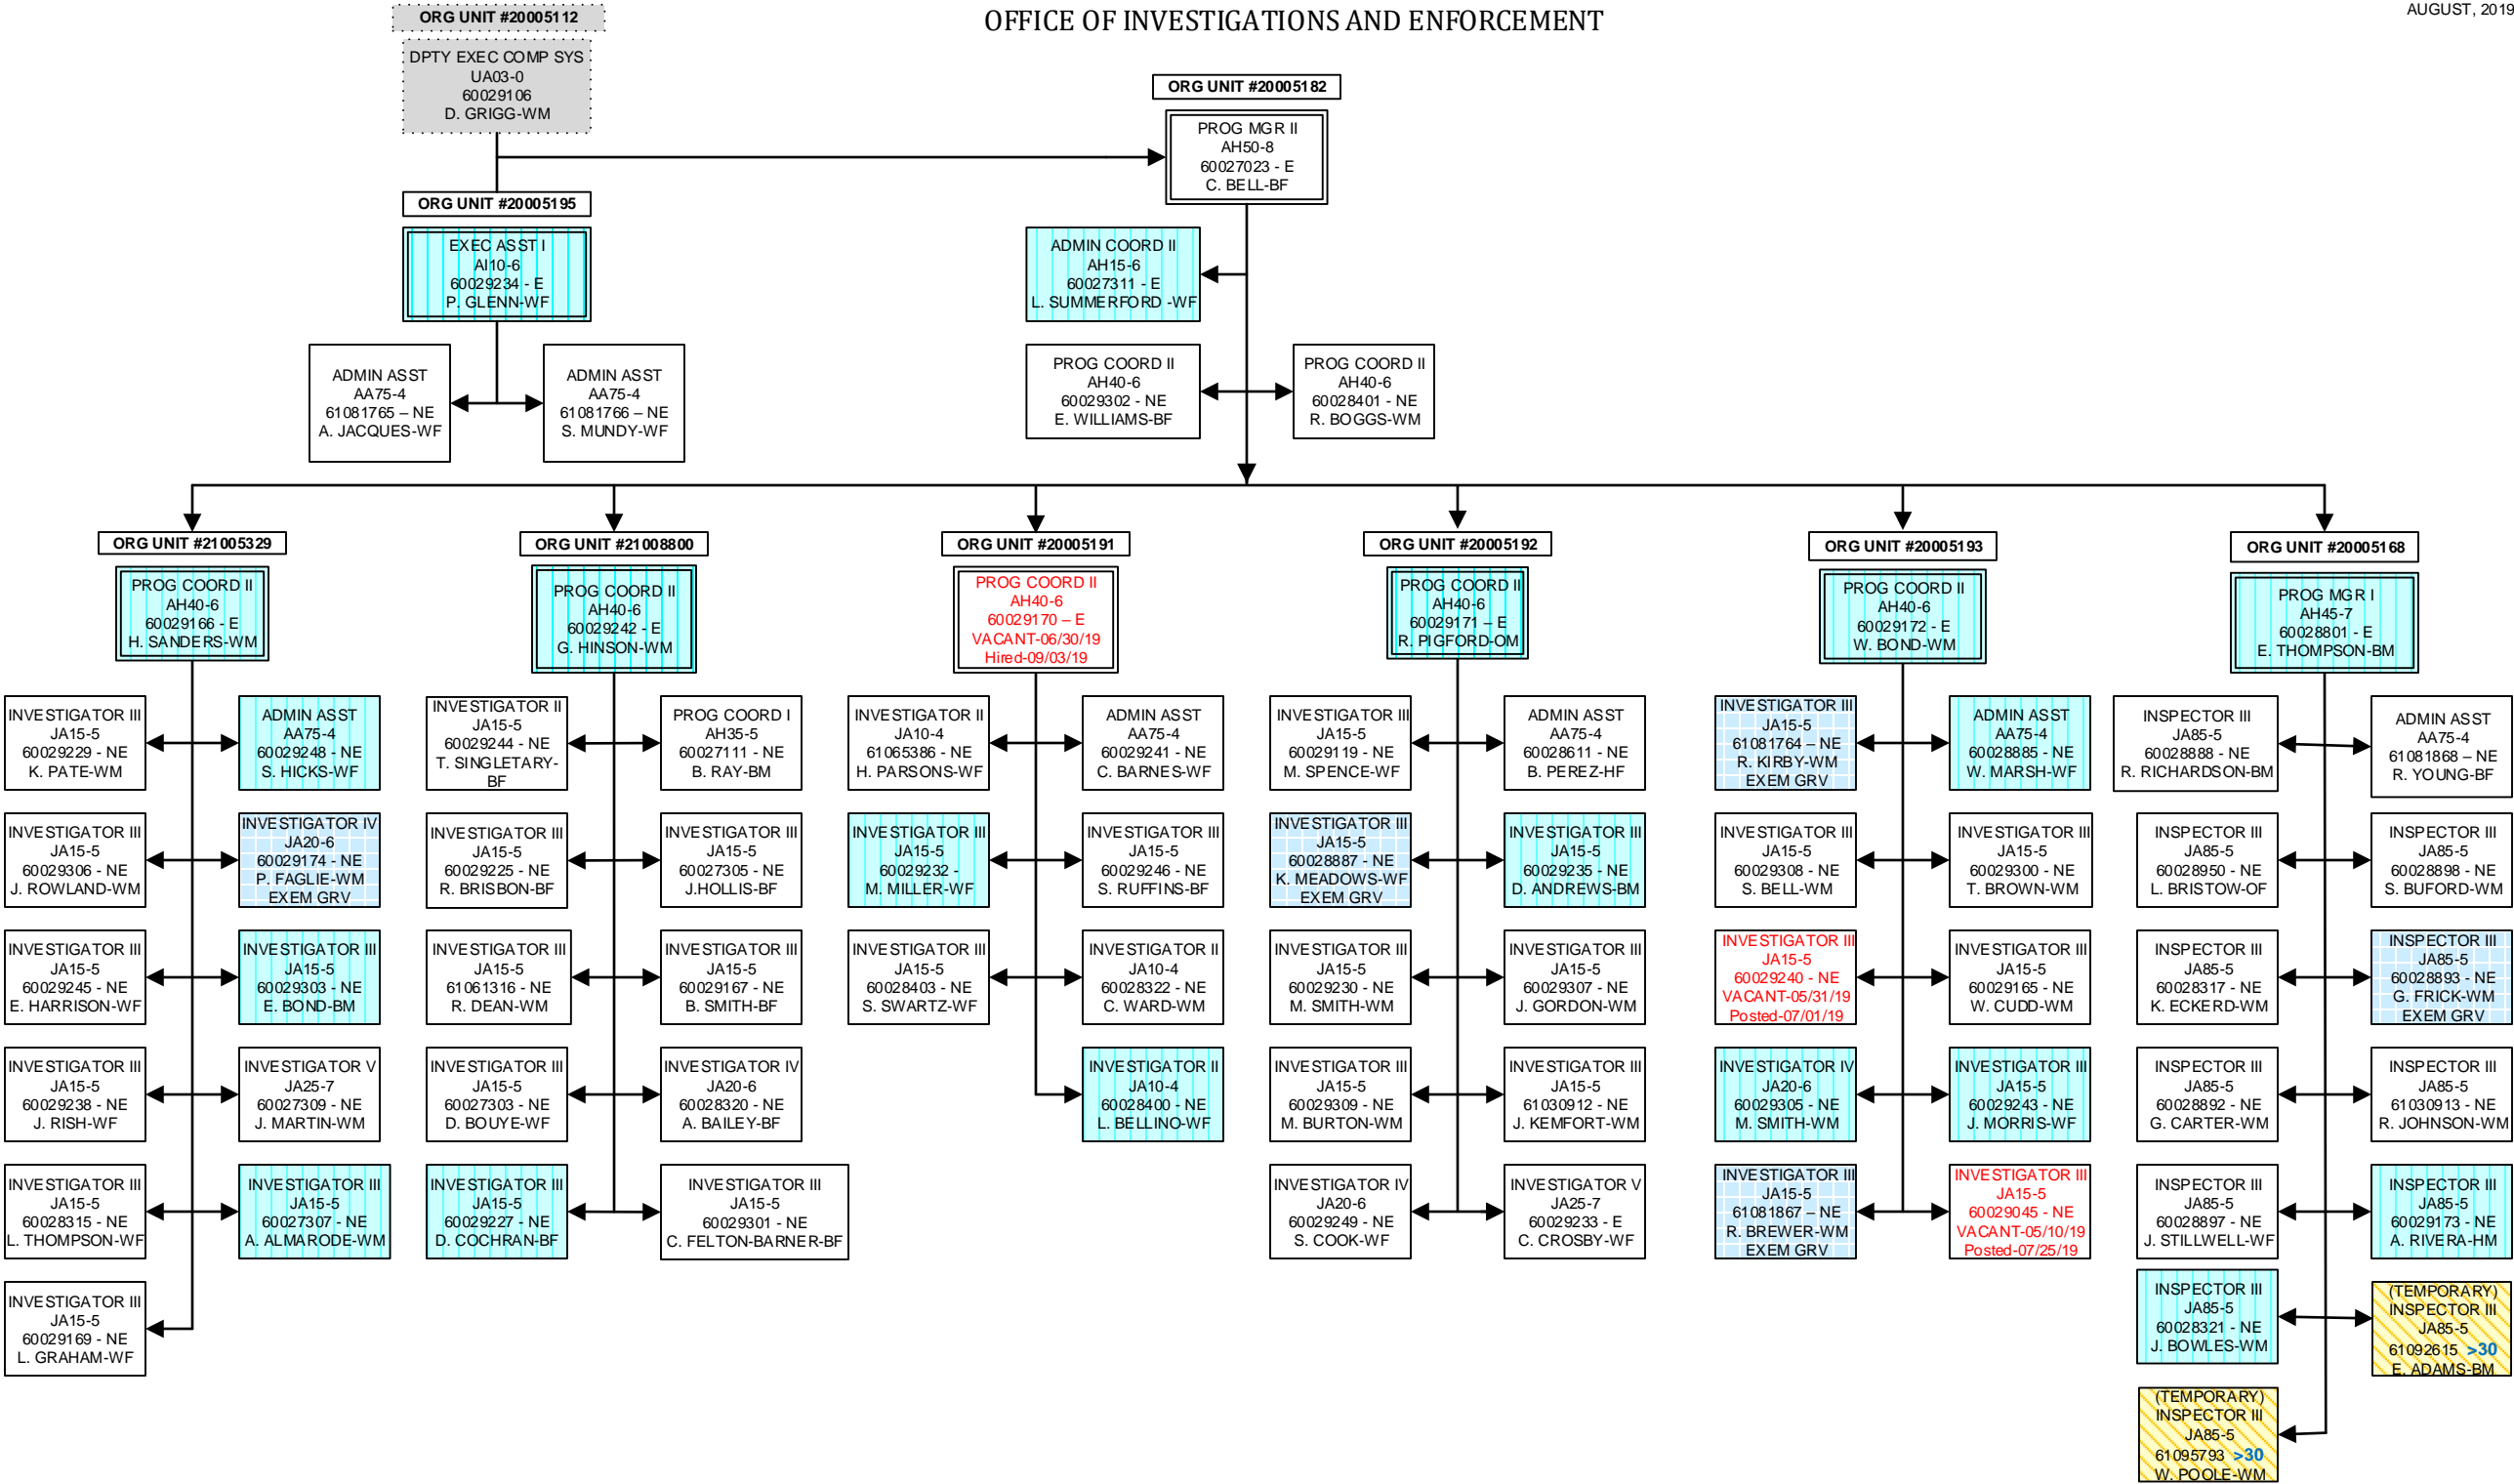 OFFICE OF INVESTIGATIONS AND ENFORCEMENT
AUGUST, 2019
ORG UNIT #20005112
DPTY EXEC COMP SYS
UA03-0
60029106
D. GRIGG-WM
ORG UNIT #20005182
PROG MGR II
AH50-8
60027023 - E
C. BELL-BF
ORG UNIT #20005195
EXEC ASST I
AI10-6
60029234 - E
P. GLENN-WF
ADMIN COORD II
AH15-6
60027311 - E
L. SUMMERFORD -WF
ADMIN ASST
AA75-4
61081765 – NE
A. JACQUES-WF
ADMIN ASST
AA75-4
61081766 – NE
S. MUNDY-WF
PROG COORD II
AH40-6
60029302 - NE
E. WILLIAMS-BF
PROG COORD II
AH40-6
60028401 - NE
R. BOGGS-WM
ORG UNIT #21005329
PROG COORD II
AH40-6
60029166 - E
H. SANDERS-WM
INVESTIGATOR III
JA15-5
60029229 - NE
K. PATE-WM
ADMIN ASST
AA75-4
60029248 - NE
S. HICKS-WF
INVESTIGATOR III
JA15-5
60029306 - NE
J. ROWLAND-WM
INVESTIGATOR IV
JA20-6
60029174 - NE
P. FAGLIE-WM
EXEM GRV
INVESTIGATOR III
JA15-5
60029245 - NE
E. HARRISON-WF
INVESTIGATOR III
JA15-5
60029303 - NE
E. BOND-BM
INVESTIGATOR III
JA15-5
60029238 - NE
J. RISH-WF
INVESTIGATOR V
JA25-7
60027309 - NE
J. MARTIN-WM
INVESTIGATOR III
JA15-5
60028315 - NE
L. THOMPSON-WF
INVESTIGATOR III
JA15-5
60027307 - NE
A. ALMARODE-WM
INVESTIGATOR III
JA15-5
60029169 - NE
L. GRAHAM-WF
ORG UNIT #21008800
PROG COORD II
AH40-6
60029242 - E
G. HINSON-WM
INVESTIGATOR II
JA15-5
60029244 - NE
T. SINGLETARY-
BF
PROG COORD I
AH35-5
60027111 - NE
B. RAY-BM
INVESTIGATOR III
JA15-5
60029225 - NE
R. BRISBON-BF
INVESTIGATOR III
JA15-5
60027305 - NE
J.HOLLIS-BF
INVESTIGATOR III
JA15-5
61061316 - NE
R. DEAN-WM
INVESTIGATOR III
JA15-5
60029167 - NE
B. SMITH-BF
INVESTIGATOR III
JA15-5
60027303 - NE
D. BOUYE-WF
INVESTIGATOR IV
JA20-6
60028320 - NE
A. BAILEY-BF
INVESTIGATOR III
JA15-5
60029227 - NE
D. COCHRAN-BF
INVESTIGATOR III
JA15-5
60029301 - NE
C. FELTON-BARNER-BF
ORG UNIT #20005191
PROG COORD II
AH40-6
60029170 – E
VACANT-06/30/19
Hired-09/03/19
INVESTIGATOR II
JA10-4
61065386 - NE
H. PARSONS-WF
ADMIN ASST
AA75-4
60029241 - NE
C. BARNES-WF
INVESTIGATOR III
JA15-5
60029232 -
M. MILLER-WF
INVESTIGATOR III
JA15-5
60029246 - NE
S. RUFFINS-BF
INVESTIGATOR III
JA15-5
60028403 - NE
S. SWARTZ-WF
INVESTIGATOR II
JA10-4
60028322 - NE
C. WARD-WM
INVESTIGATOR II
JA10-4
60028400 - NE
L. BELLINO-WF
ORG UNIT #20005192
PROG COORD II
AH40-6
60029171 – E
R. PIGFORD-OM
INVESTIGATOR III
JA15-5
60029119 - NE
M. SPENCE-WF
ADMIN ASST
AA75-4
60028611 - NE
B. PEREZ-HF
INVESTIGATOR III
JA15-5
60028887 - NE
K. MEADOWS-WF
EXEM GRV
INVESTIGATOR III
JA15-5
60029235 - NE
D. ANDREWS-BM
INVESTIGATOR III
JA15-5
60029230 - NE
M. SMITH-WM
INVESTIGATOR III
JA15-5
60029307 - NE
J. GORDON-WM
INVESTIGATOR III
JA15-5
60029309 - NE
M. BURTON-WM
INVESTIGATOR III
JA15-5
61030912 - NE
J. KEMFORT-WM
INVESTIGATOR IV
JA20-6
60029249 - NE
S. COOK-WF
INVESTIGATOR V
JA25-7
60029233 - E
C. CROSBY-WF
ORG UNIT #20005193
PROG COORD II
AH40-6
60029172 - E
W. BOND-WM
INVESTIGATOR III
JA15-5
61081764 – NE
R. KIRBY-WM
EXEM GRV
ADMIN ASST
AA75-4
60028885 - NE
W. MARSH-WF
INVESTIGATOR III
JA15-5
60029308 - NE
S. BELL-WM
INVESTIGATOR III
JA15-5
60029300 - NE
T. BROWN-WM
INVESTIGATOR III
JA15-5
60029240 - NE
VACANT-05/31/19
Posted-07/01/19
INVESTIGATOR III
JA15-5
60029165 - NE
W. CUDD-WM
INVESTIGATOR IV
JA20-6
60029305 - NE
M. SMITH-WM
INVESTIGATOR III
JA15-5
60029243 - NE
J. MORRIS-WF
INVESTIGATOR III
JA15-5
61081867 – NE
R. BREWER-WM
EXEM GRV
INVESTIGATOR III
JA15-5
60029045 - NE
VACANT-05/10/19
Posted-07/25/19
ORG UNIT #20005168
PROG MGR I
AH45-7
60028801 - E
E. THOMPSON-BM
INSPECTOR III
JA85-5
60028888 - NE
R. RICHARDSON-BM
ADMIN ASST
AA75-4
61081868 – NE
R. YOUNG-BF
INSPECTOR III
JA85-5
60028950 - NE
L. BRISTOW-OF
INSPECTOR III
JA85-5
60028898 - NE
S. BUFORD-WM
INSPECTOR III
JA85-5
60028317 - NE
K. ECKERD-WM
INSPECTOR III
JA85-5
60028893 - NE
G. FRICK-WM
EXEM GRV
INSPECTOR III
JA85-5
60028892 - NE
G. CARTER-WM
INSPECTOR III
JA85-5
61030913 - NE
R. JOHNSON-WM
INSPECTOR III
JA85-5
60028897 - NE
J. STILLWELL-WF
INSPECTOR III
JA85-5
60029173 - NE
A. RIVERA-HM
INSPECTOR III
JA85-5
60028321 - NE
J. BOWLES-WM
(TEMPORARY)
INSPECTOR III
JA85-5
61092615 >30
E. ADAMS-BM
(TEMPORARY)
INSPECTOR III
JA85-5
61095793 >30
W. POOLE-WM